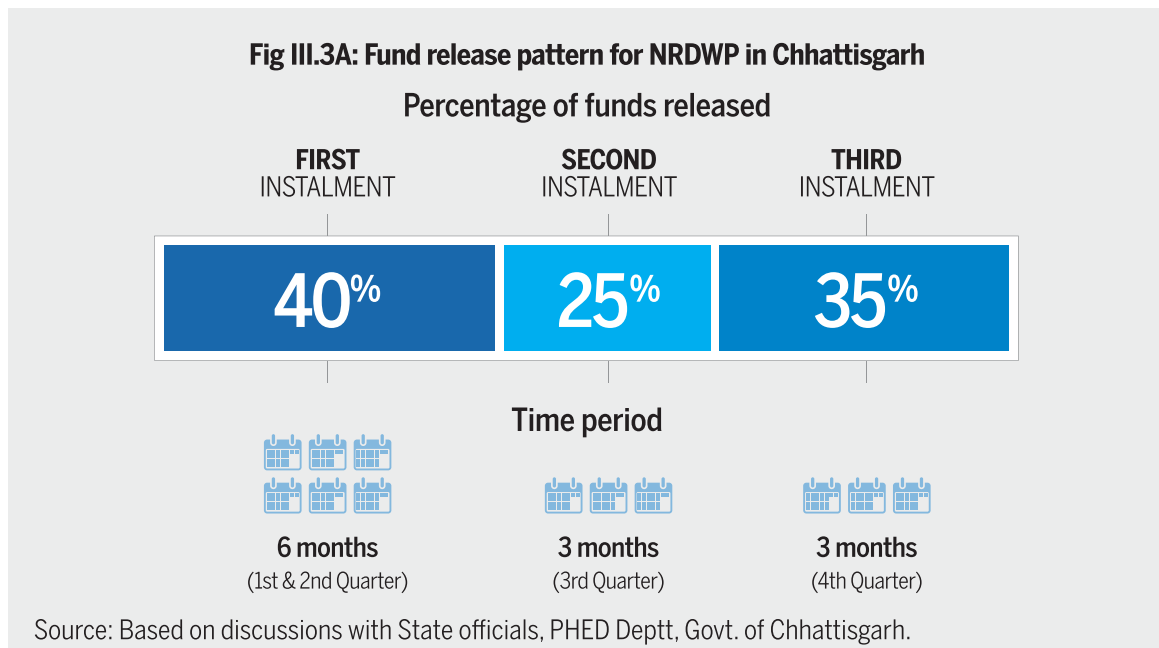 Fig III.3A: Fund release pattern for NRDWP in Chhattisgarh
Percentage of funds released
FIRST
INSTALMENT
SECOND
INSTALMENT
THIRD
INSTALMENT
40%
25%
35%
Time period
6 months
(1st & 2nd Quarter)
3 months
(3rd Quarter)
3 months
(4th Quarter)
Source: Based on discussions with State officials, PHED Deptt, Govt. of Chhattisgarh.